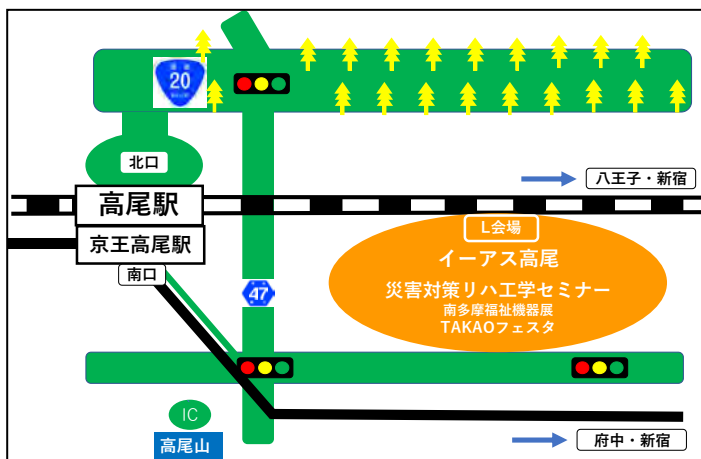 20
北口
八王子・新宿
高尾駅
L会場
京王高尾駅
イーアス高尾
南口
災害対策リハ工学セミナー
47
南多摩福祉機器展
TAKAOフェスタ
IC
高尾山
府中・新宿